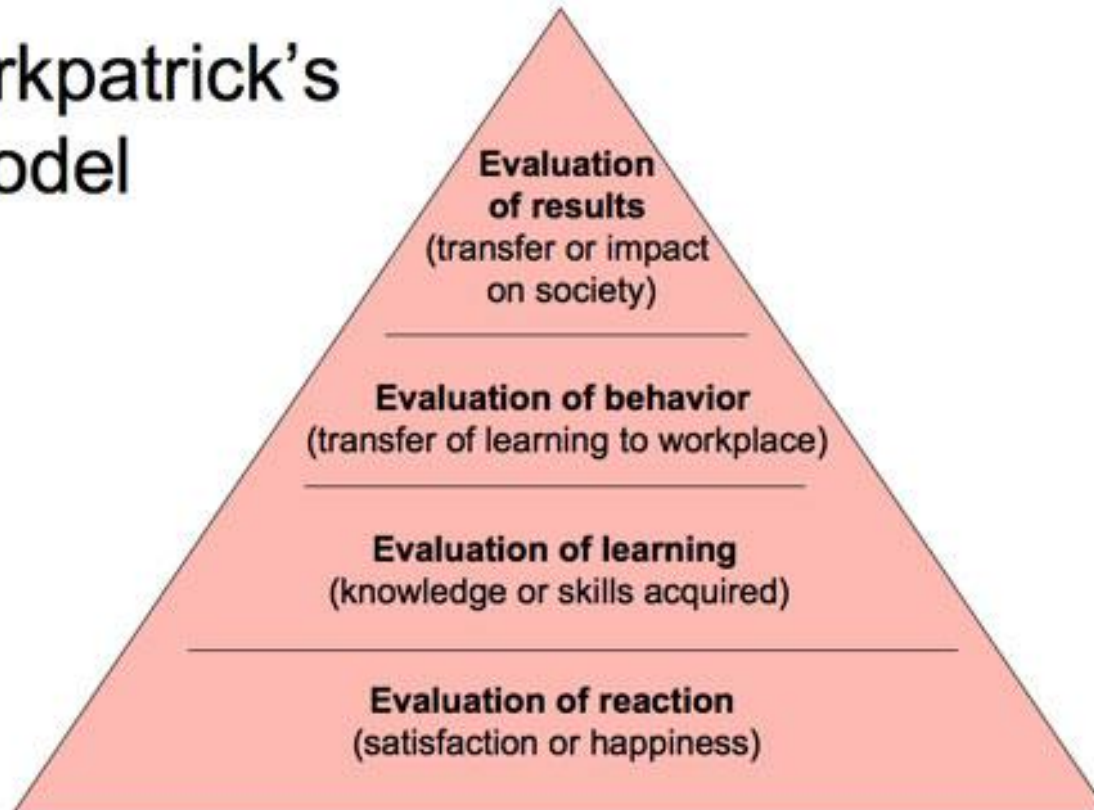 rkpatrick's
odel
Evaluation
of results
(transfer or impact
on society)
Evaluation of behavior
(transfer of learning to workplace)
Evaluation of learning
(knowledge or skills acquired)
Evaluation of reaction
(satisfaction or happiness)